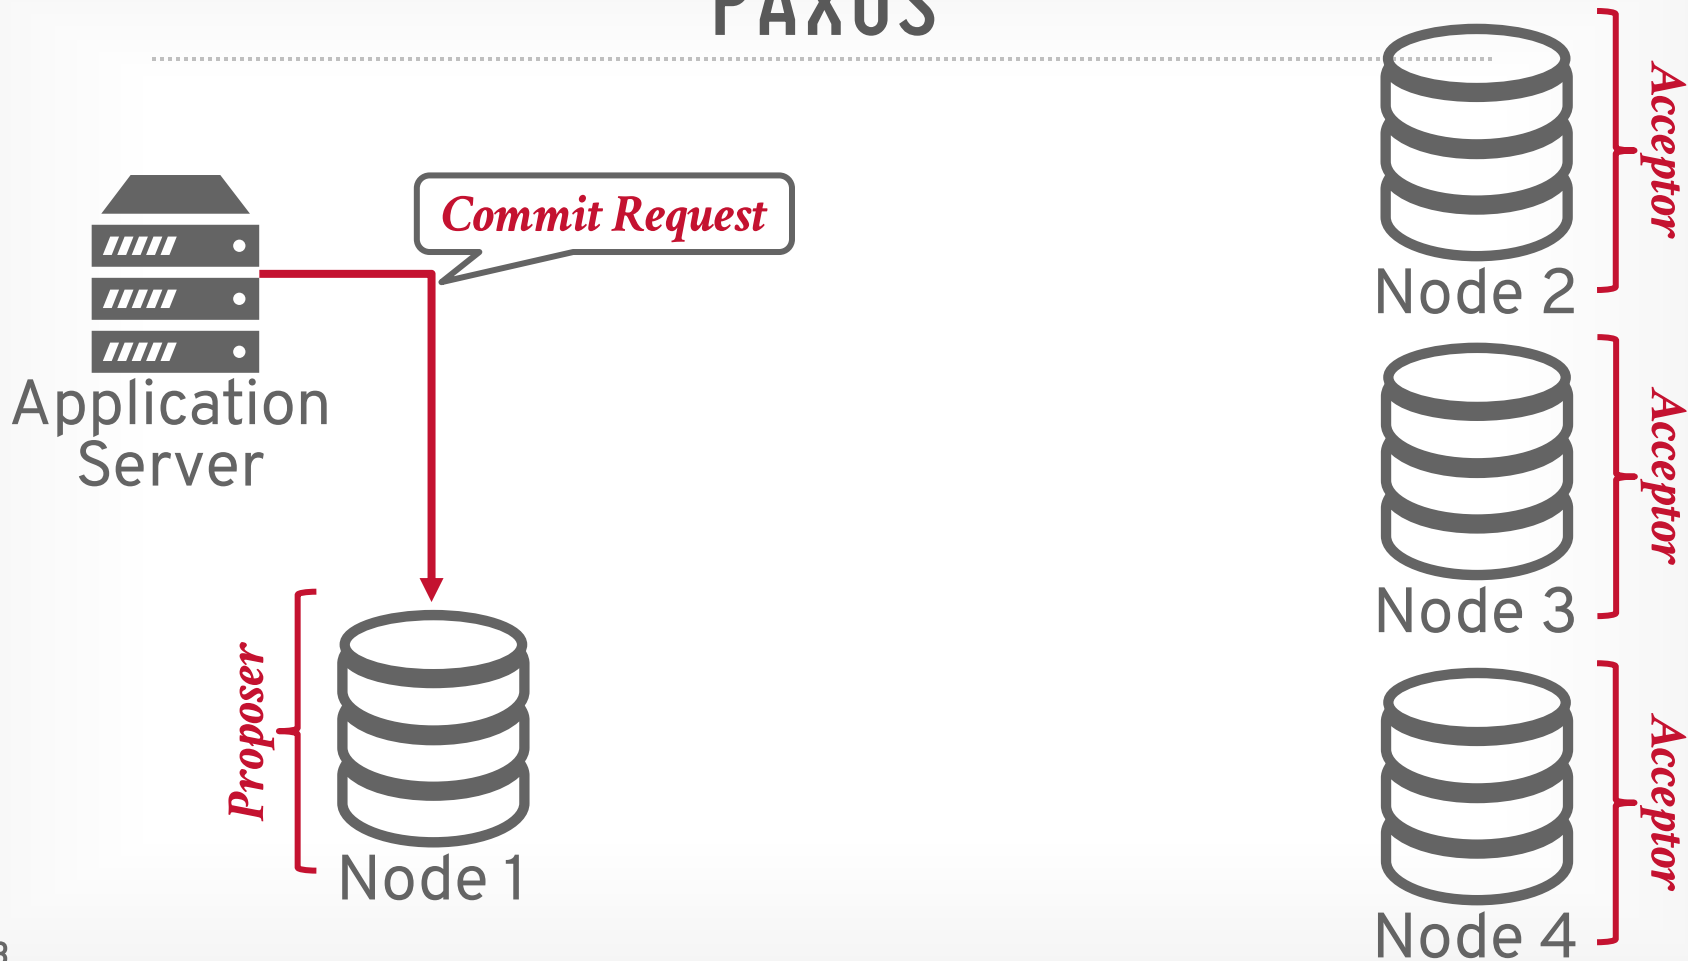 PAXOS
Commit Request
Application
Server
Proposer
Node 1
Acceptor
Node 2
Acceptor
Node 3
Acceptor
Node 4